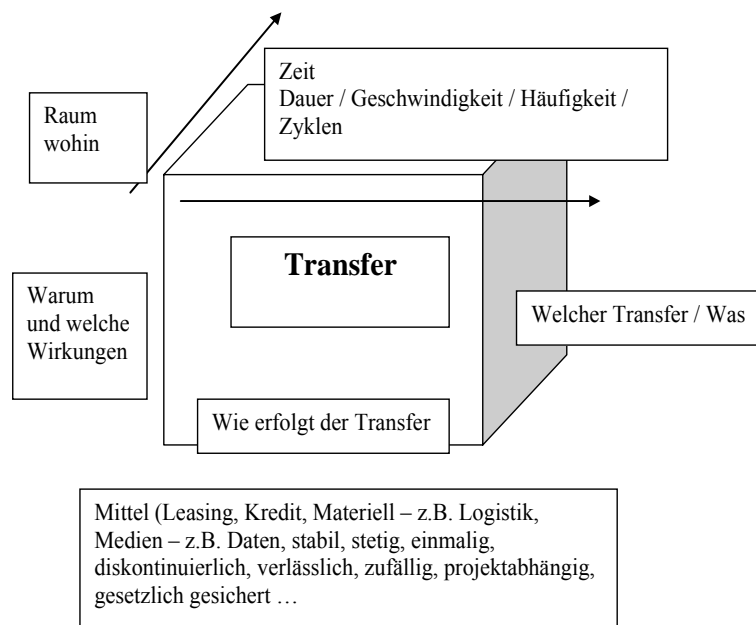 Zeit
Dauer / Geschwindigkeit / Häufigkeit /
Zyklen
Raum
wohin
Transfer
Warum
und welche
Wirkungen
Welcher Transfer / Was
Wie erfolgt der Transfer
Mittel (Leasing, Kredit, Materiell – z.B. Logistik,
Medien – z.B. Daten, stabil, stetig, einmalig,
diskontinuierlich, verlässlich, zufällig, projektabhängig,
gesetzlich gesichert …